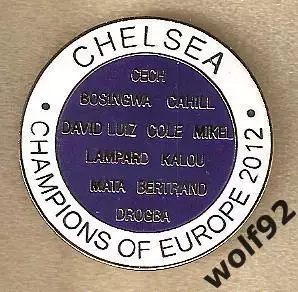 CHELSEA
CECH
BOSINGWA CAHILL
DAVID LUIZ COLE MIKEL
LAMPARD KALOU
MATA BERTRAND
DROGBA
• CHAMPIONS OF EUROPE 2012 •
wolf92